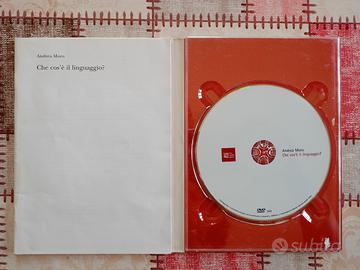 Andrea Moro
Che cos'è il linguaggio?
Andrea Moro
Che cos'è il linguaggio?
DVD
subito